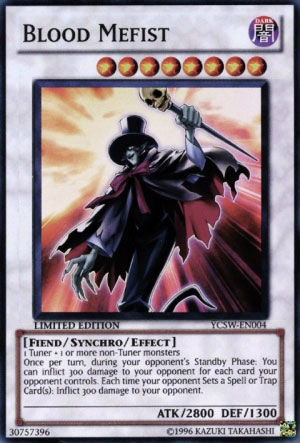 BLOOD MEFIST
DARK
闇
LIMITED EDITION
YCSW-EN004
[FIEND/SYNCHRO/EFFECT]
1 Tuner + 1 or more non-Tuner monsters
Once per turn, during your opponent's Standby Phase: You
can inflict 300 damage to your opponent for each card your
opponent controls. Each time your opponent Sets a Spell or Trap
Card(s): Inflict 300 damage to your opponent.
ATK/2800 DEF/1300
30757396
©1996 KAZUKI TAKAHASHI